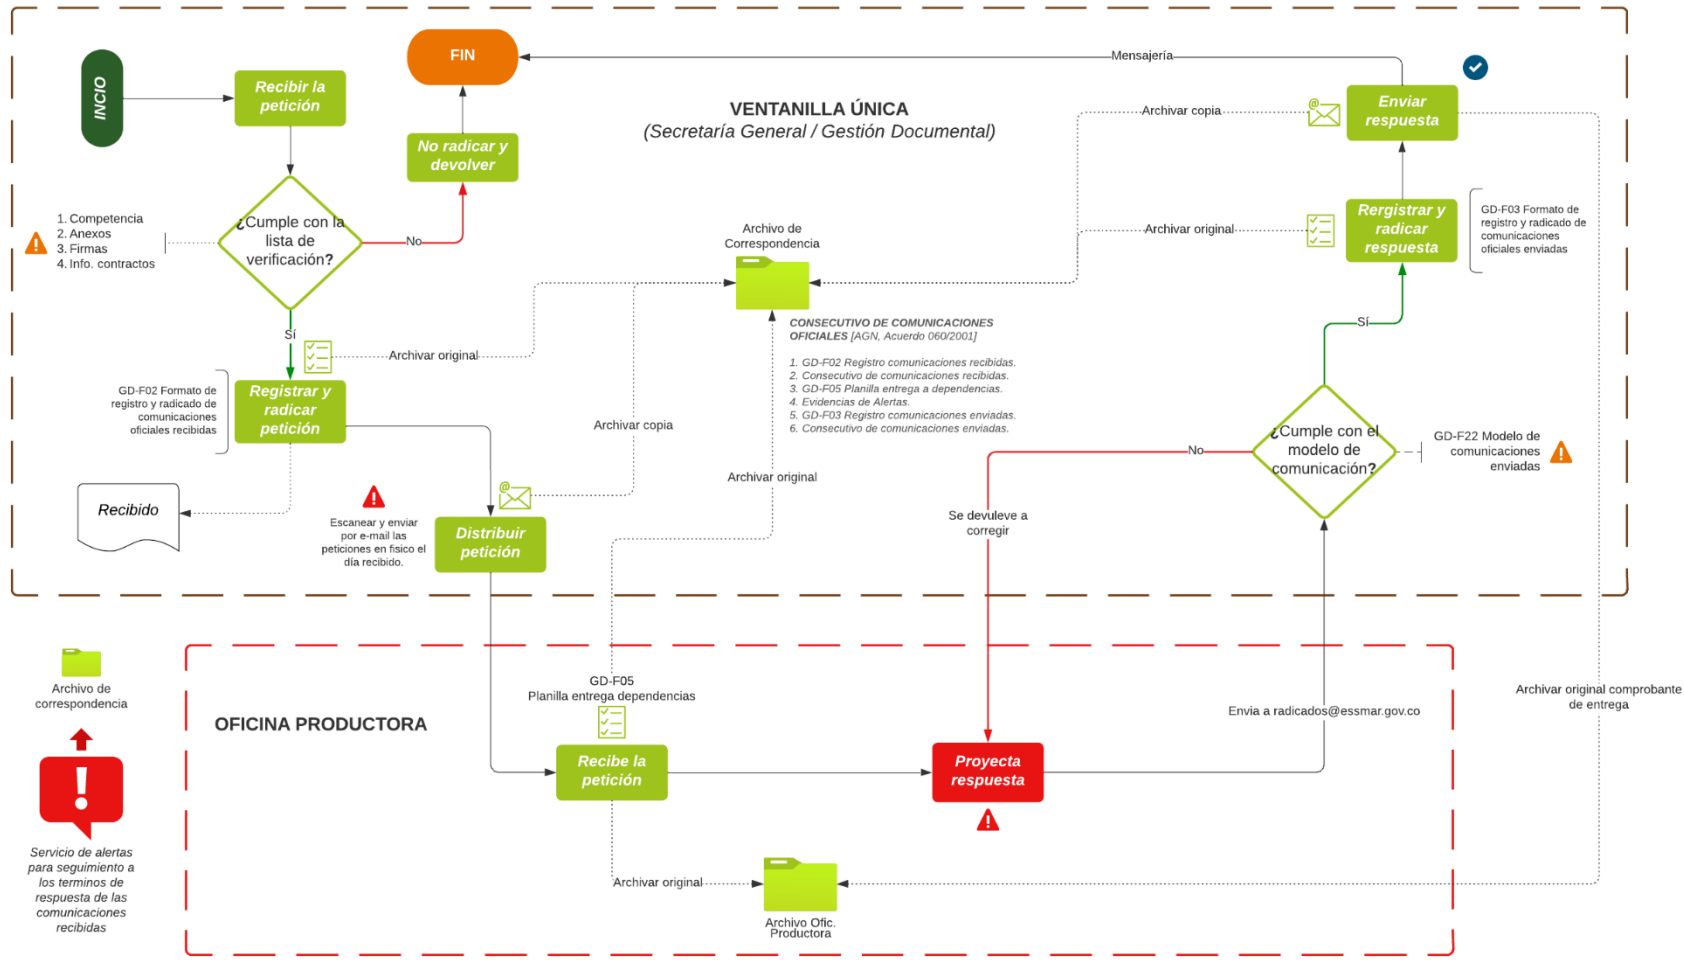 INCIO
Recibir la
petición
FIN
No radicar y
devolver
VENTANILLA ÚNICA
(Secretaría General / Gestión Documental)
Mensajería
Enviar
respuesta
Archivar copia
1. Competencia
2. Anexos
3. Firmas
4. Info. contractos
¿Cumple con la
lista de
verificación?
No
Sí
Archivo de
Correspondencia
Archivar original
Rergistrar y
radicar
respuesta
GD-F03 Formato de
registro y radicado de
comunicaciones
oficiales enviadas
CONSECUTIVO DE COMUNICACIONES
OFICIALES [AGN, Acuerdo 060/2001]
1. GD-F02 Registro comunicaciones recibidas.
2. Consecutivo de comunicaciones recibidas.
3. GD-F05 Planilla entrega a dependencias.
4. Evidencias de Alertas.
5. GD-F03 Registro comunicaciones enviadas.
6. Consecutivo de comunicaciones enviadas.
Sí
Archivar original
GD-F02 Formato de
registro y radicado de
comunicaciones
oficiales recibidas
Registrar y
radicar
petición
Archivar copia
¿Cumple con el
modelo de
comunicación?
No
GD-F22 Modelo de
comunicaciones
enviadas
Archivar original
Recibido
Escanear y enviar
por e-mail las
peticiones en fisico el
día recibido.
Distribuir
petición
Se devuleve a
corregir
Archivo de
correspondencia
GD-F05
Planilla entrega dependencias
OFICINA PRODUCTORA
Envia a radicados@essmar.gov.co
Archivar original comprobante
de entrega
Recibe la
petición
Proyecta
respuesta
Servicio de alertas
para seguimiento a
los terminos de
respuesta de las
comunicaciones
recibidas
Archivar original
Archivo Ofic.
Productora